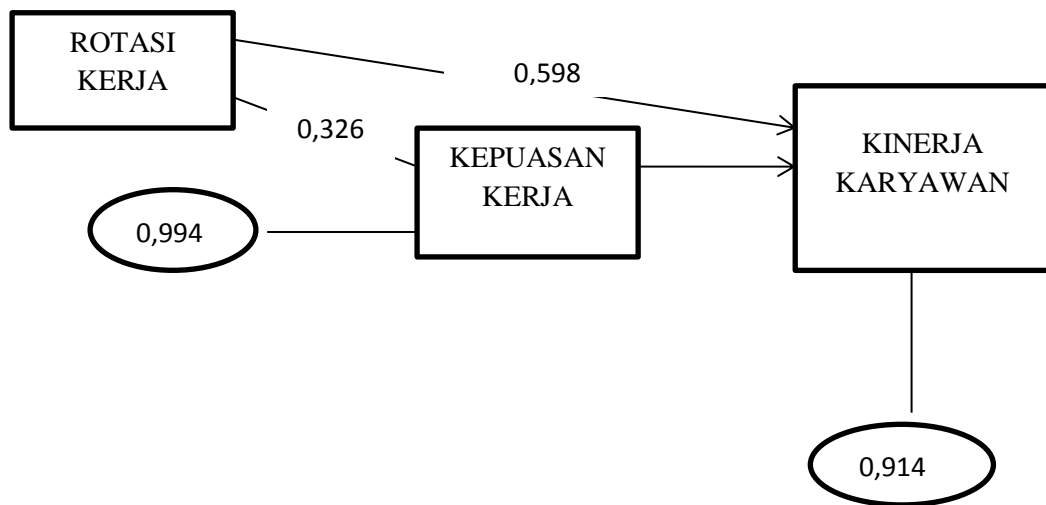 ROTASI
KERJA
0,598
0,326
KEPUASAN
KERJA
KINERJA
KARYAWAN
0,994
0,914